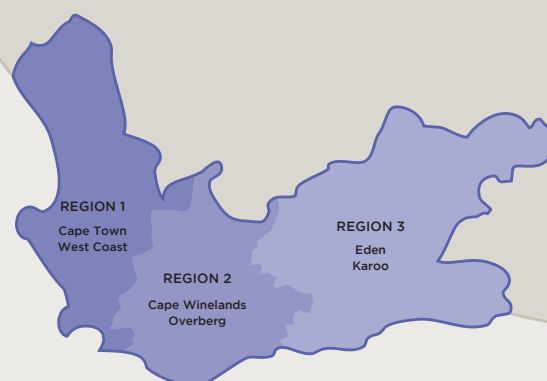 REGION 1
Cape Town
West Coast
REGION 2
Cape Winelands
Overberg
REGION 3
Eden
Karoo